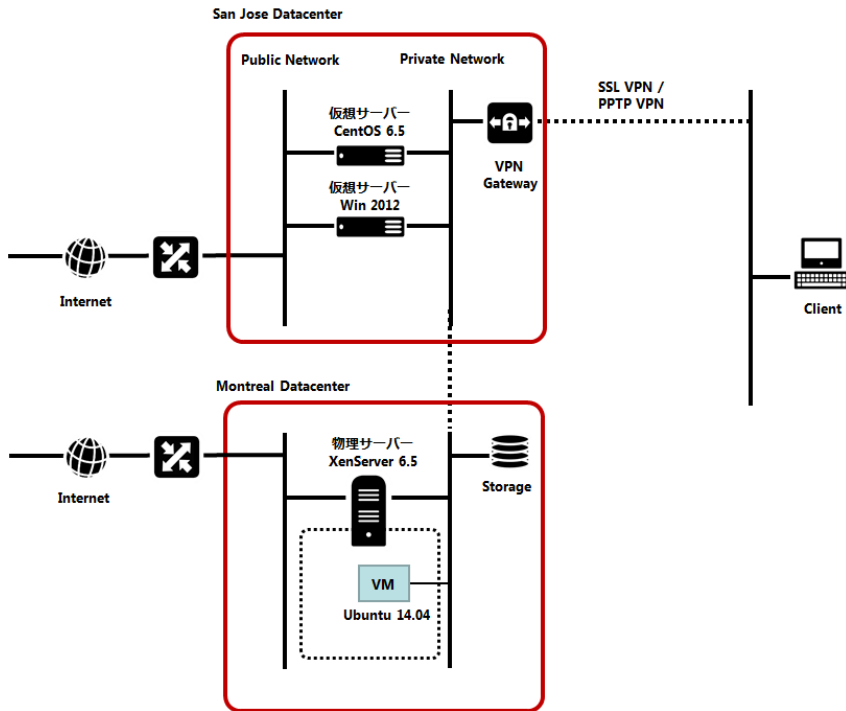 San Jose Datacenter
Public Network
Private Network
SSL VPN /
PPTP VPN
仮想サーバー
CentOS 6.5
VPN
Gateway
仮想サーバー
Win 2012
Internet
Client
Montreal Datacenter
物理サーバー
XenServer 6.5
Internet
Storage
VM
Ubuntu 14.04